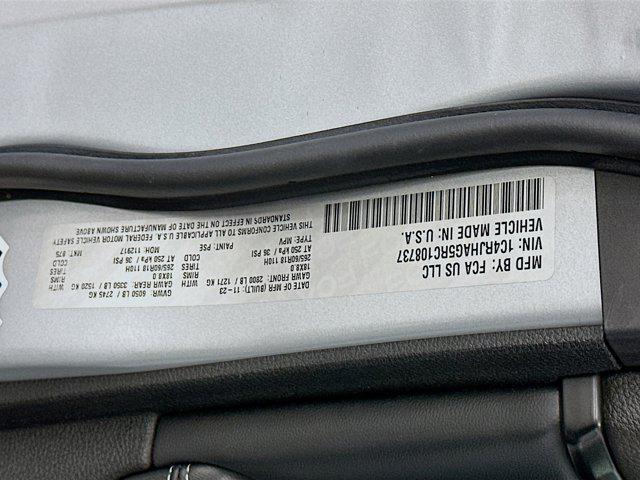 MFD BY: FCA US LLC
VIN: 1C4RJHAG5RC108737
VEHICLE MADE IN: U.S.A.
DATE OF MFR (BUILT): 11-23
GVWR: 6050 LB 2745 KG
GAWR FRONT: 2800 LB 1271 KG
GAWR REAR: 3350 LB 1520 KG
WITH
18X8.0
RIMS
18X8.0
WITH
265/60R18 110H
TIRES
265/60R18 110H
TIRES
AT 250 kPa / 36 PSI
COLD
AT 250 kPa / 36 PSI
COLD
TYPE: MPV
PAINT: PSE
MDH: 112917
INT: 875
THIS VEHICLE CONFORMS TO ALL APPLICABLE U.S.A. FEDERAL MOTOR VEHICLE SAFETY
STANDARDS IN EFFECT ON THE DATE OF MANUFACTURE SHOWN ABOVE.